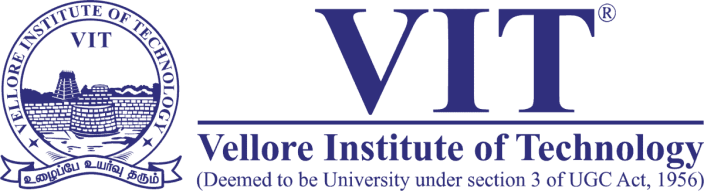 VELLORE INSTITUTE OF TECHNOLOGY
VIT
உழைப்பே உயர்வு தரும்
VIT®
Vellore Institute of Technology
(Deemed to be University under section 3 of UGC Act, 1956)